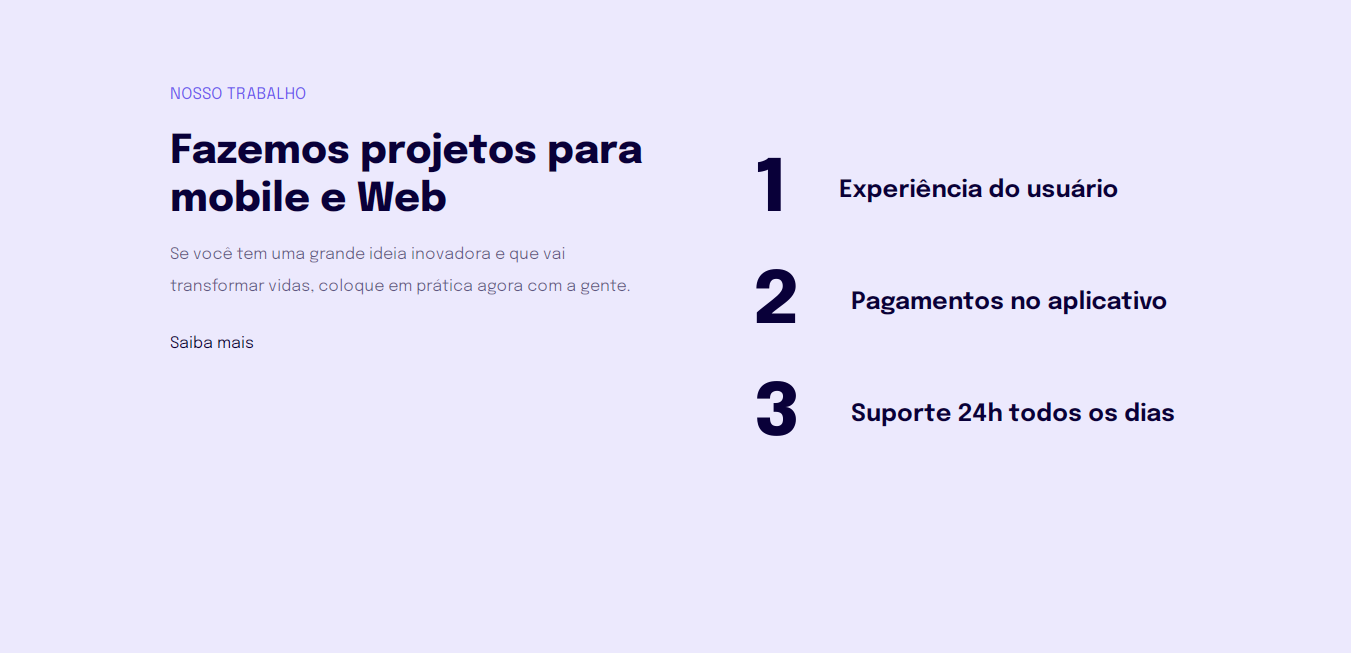 NOSSO TRABALHO
Fazemos projetos para
mobile e Web
Se você tem uma grande ideia inovadora e que vai
transformar vidas, coloque em prática agora com a gente.
Saiba mais
1 Experiência do usuário
2 Pagamentos no aplicativo
3 Suporte 24h todos os dias